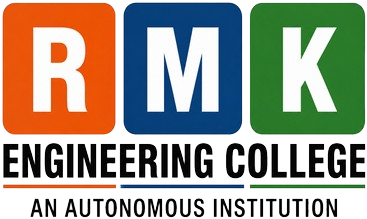 RMK
ENGINEERING COLLEGE
AN AUTONOMOUS INSTITUTION